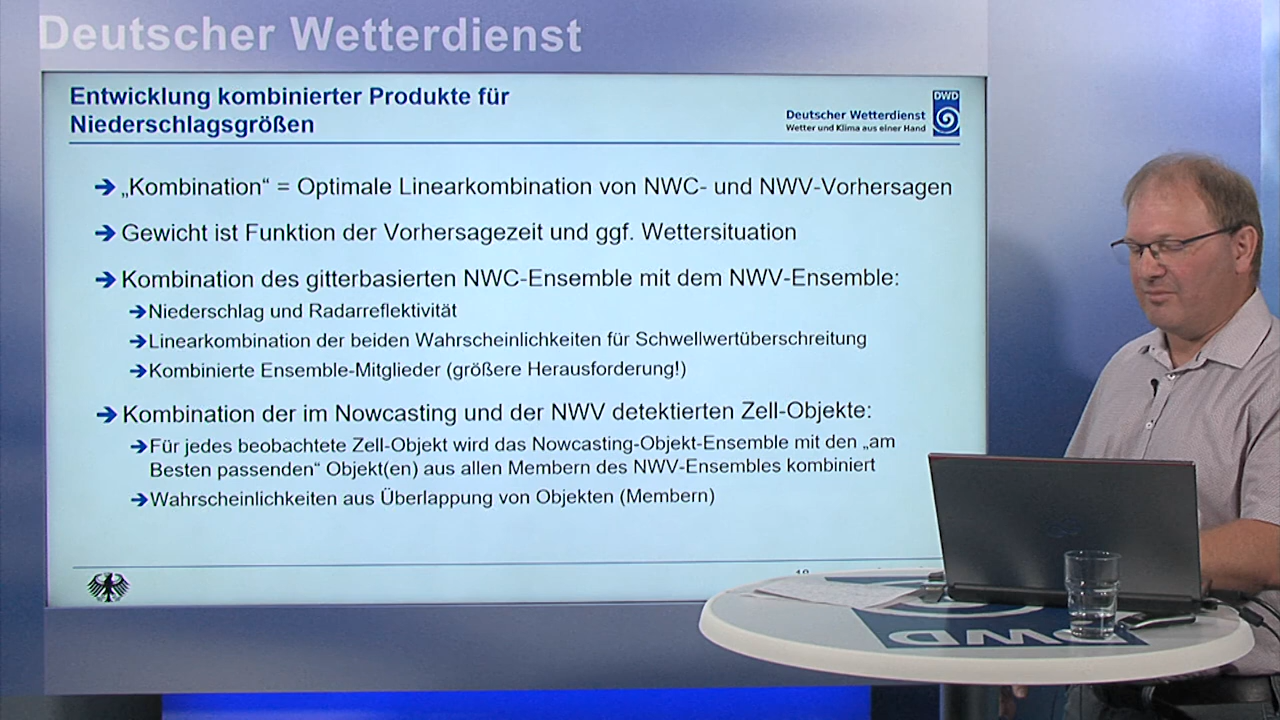 Deutscher Wetterdienst
Entwicklung kombinierter Produkte für
Niederschlagsgrößen
DWD
Deutscher Wetterdienst
Wetter und Klima aus einer Hand
„Kombination“ = Optimale Linearkombination von NWC- und NWV-Vorhersagen
Gewicht ist Funktion der Vorhersagezeit und ggf. Wettersituation
Kombination des gitterbasierten NWC-Ensemble mit dem NWV-Ensemble:
Niederschlag und Radarreflektivität
Linearkombination der beiden Wahrscheinlichkeiten für Schwellwertüberschreitung
Kombinierte Ensemble-Mitglieder (größere Herausforderung!)
Kombination der im Nowcasting und der NWV detektierten Zell-Objekte:
Für jedes beobachtete Zell-Objekt wird das Nowcasting-Objekt-Ensemble mit den „am
Besten passenden“ Objekt(en) aus allen Membern des NWV-Ensembles kombiniert
Wahrscheinlichkeiten aus Überlappung von Objekten (Membern)
DWD